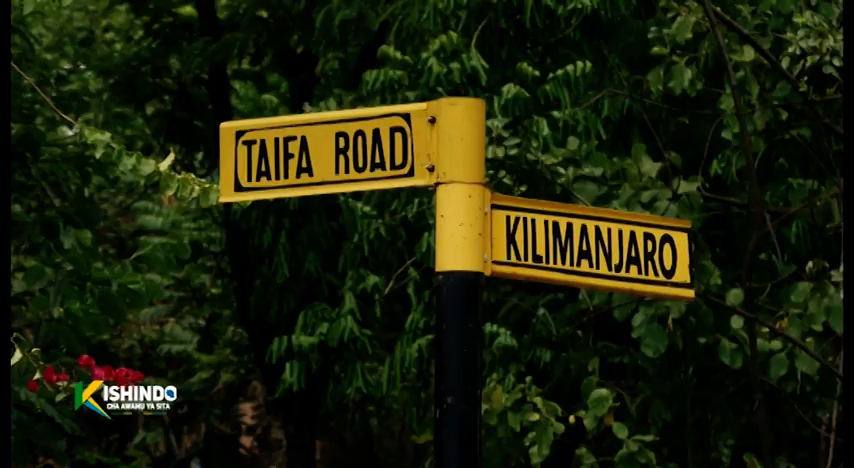 TAIFA ROAD
KILIMANJARO
KISHINDO
CHA AWAMU YA SITA